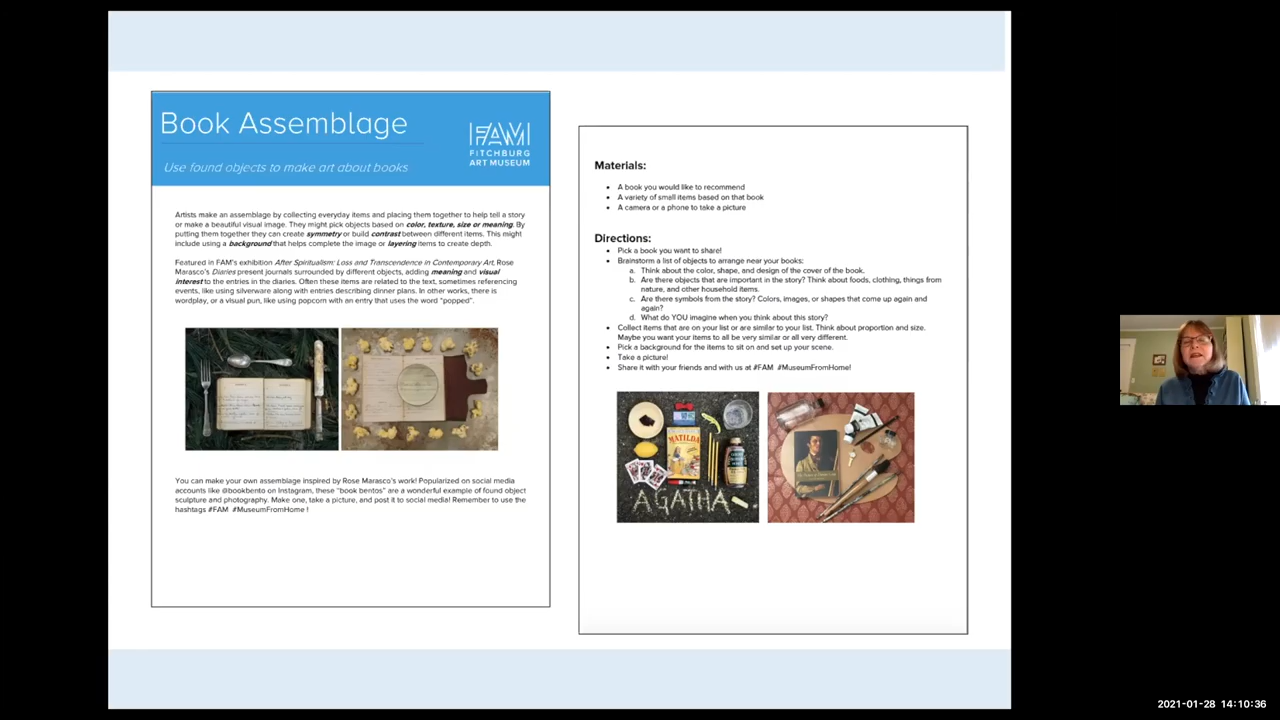 Book Assemblage
Use found objects to make art about books
FAM
FITCHBURG
ART MUSEUM
Artists make an assemblage by collecting everyday items and placing them together to help tell a story
or make a beautiful visual image. They might pick objects based on color, texture, size or meaning. By
putting them together they can create symmetry or build contrast between different items. This might
include using a background that helps complete the image or layering items to create depth.
Featured in FAM's exhibition After Spiritualism: Loss and Transcendence in Contemporary Art, Rose
Marasco's Diaries present journals surrounded by different objects, adding meaning and visual
interest to the entries in the diaries. Often these items are related to the text, sometimes referencing
events, like using silverware along with entries describing dinner plans. In other works, there is
wordplay, or a visual pun, like using popcorn with an entry that uses the word "popped".
You can make your own assemblage inspired by Rose Marasco's work! Popularized on social media
accounts like @bookbento on Instagram, these "book bentos" are a wonderful example of found object
sculpture and photography. Make one, take a picture, and post it to social media! Remember to use the
hashtags #FAM #MuseumFromHome !
Materials:
• A book you would like to recommend
• A variety of small items based on that book
• A camera or a phone to take a picture
Directions:
• Pick a book you want to share!
• Brainstorm a list of objects to arrange near your books:
a. Think about the color, shape, and design of the cover of the book.
b. Are there objects that are important in the story? Think about foods, clothing, things from
nature, and other household items.
c. Are there symbols from the story? Colors, images, or shapes that come up again and
again?
d. What do YOU imagine when you think about this story?
• Collect items that are on your list or are similar to your list. Think about proportion and size.
Maybe you want your items to all be very similar or all very different.
• Pick a background for the items to sit on and set up your scene.
• Take a picture!
• Share it with your friends and with us at #FAM #MuseumFromHome!
MATILDA
AGATHA
2021-01-28 14:10:36